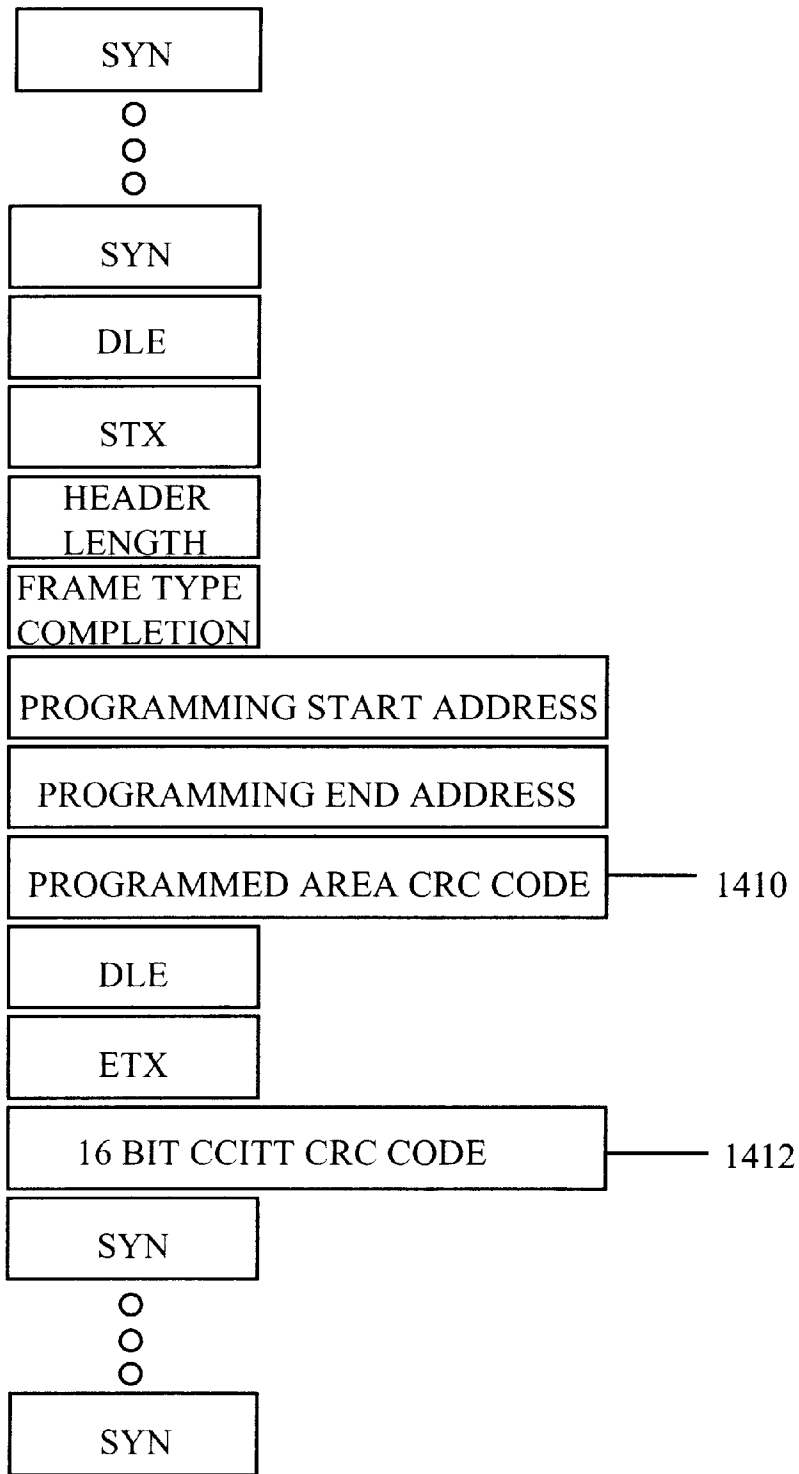 SYN
SYN
DLE
STX
HEADER
LENGTH
FRAME TYPE
COMPLETION
PROGRAMMING START ADDRESS
PROGRAMMING END ADDRESS
PROGRAMMED AREA CRC CODE 1410
DLE
ETX
16 BIT CCITT CRC CODE 1412
SYN
SYN